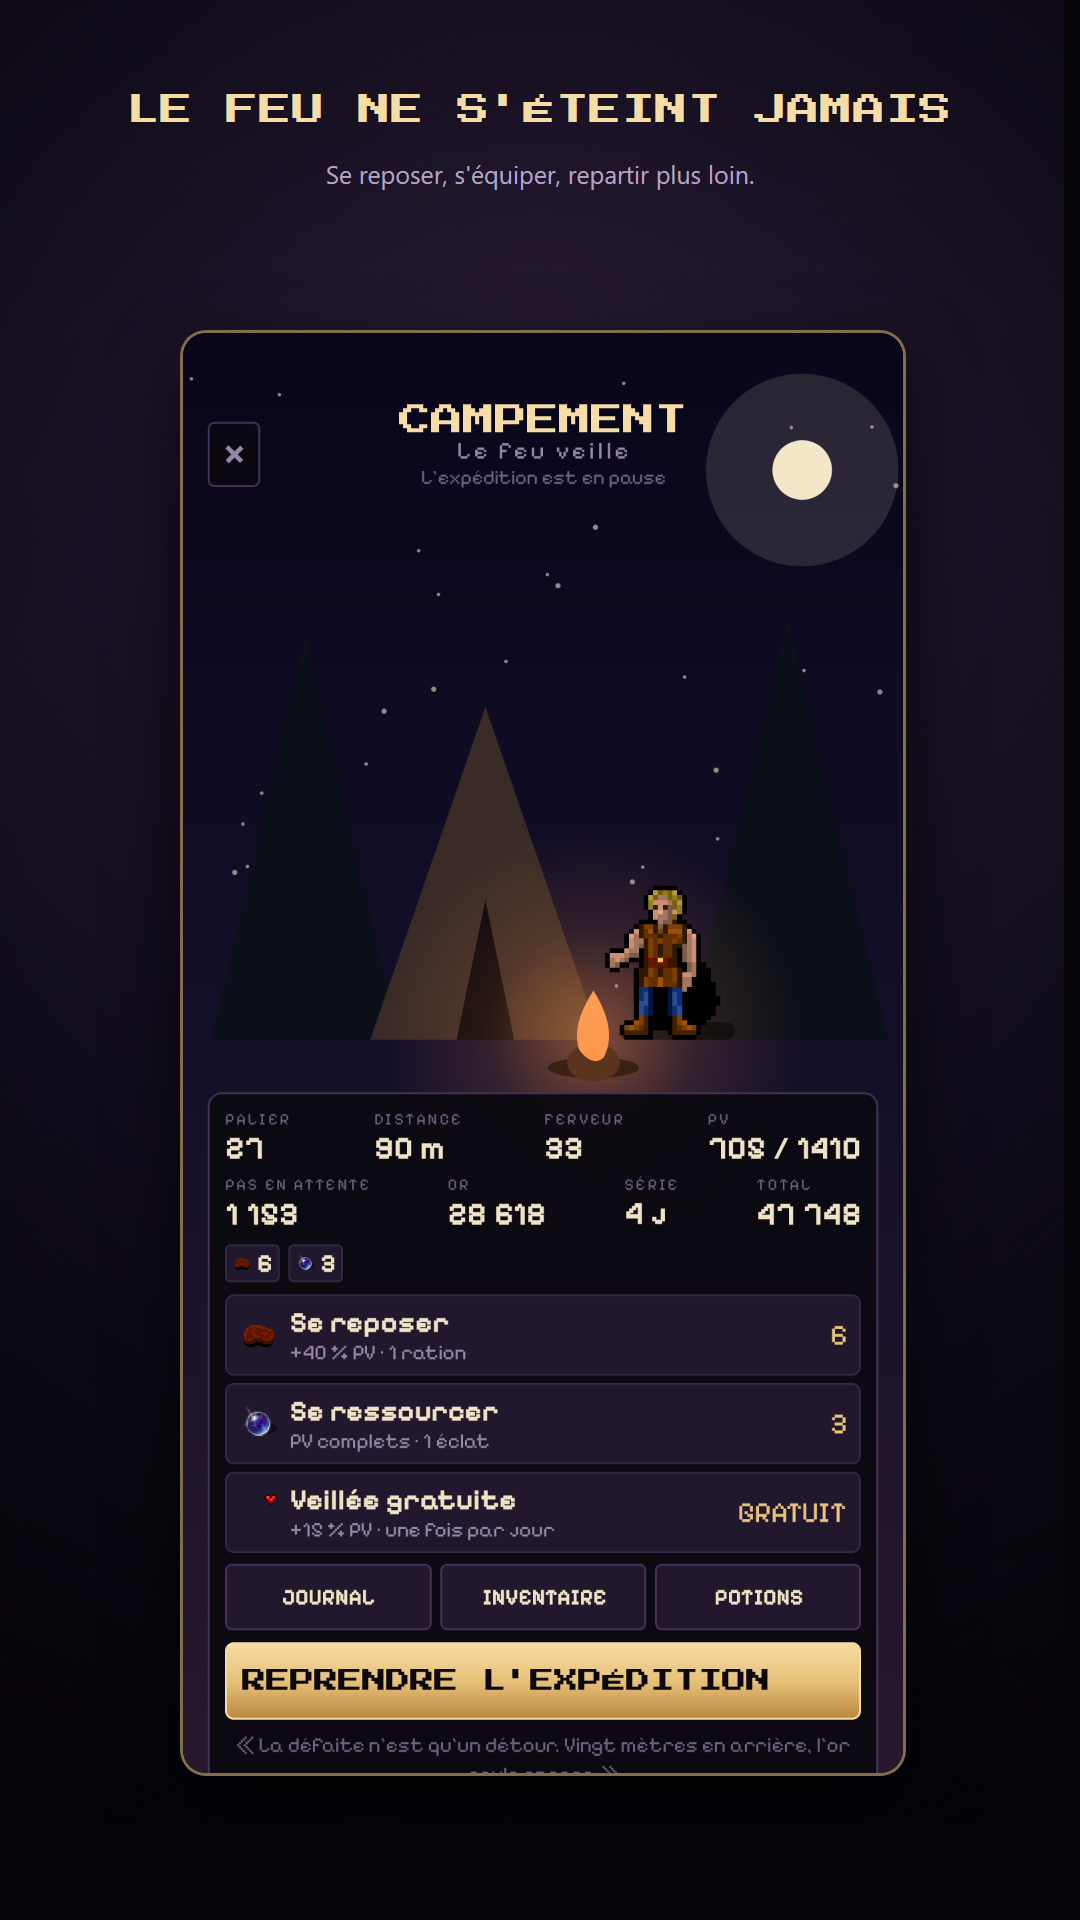 LE FEU NE S'ÉTEINT JAMAIS
Se reposer, s'équiper, repartir plus loin.
CAMPEMENT
Le feu veille
L'expédition est en pause
×
PALIER DISTANCE FERVEUR PV
27 90 m 33 705 / 1410
PAS EN ATTENTE OR SÉRIE TOTAL
1 153 28 618 4 J 47 748
6 3
Se reposer
+40 % PV · 1 ration
6
Se ressourcer
PV complets · 1 éclat
3
Veillée gratuite
+15 % PV · une fois par jour
GRATUIT
JOURNAL INVENTAIRE POTIONS
REPRENDRE L'EXPÉDITION
« La défaite n'est qu'un détour. Vingt mètres en arrière, l'or
»